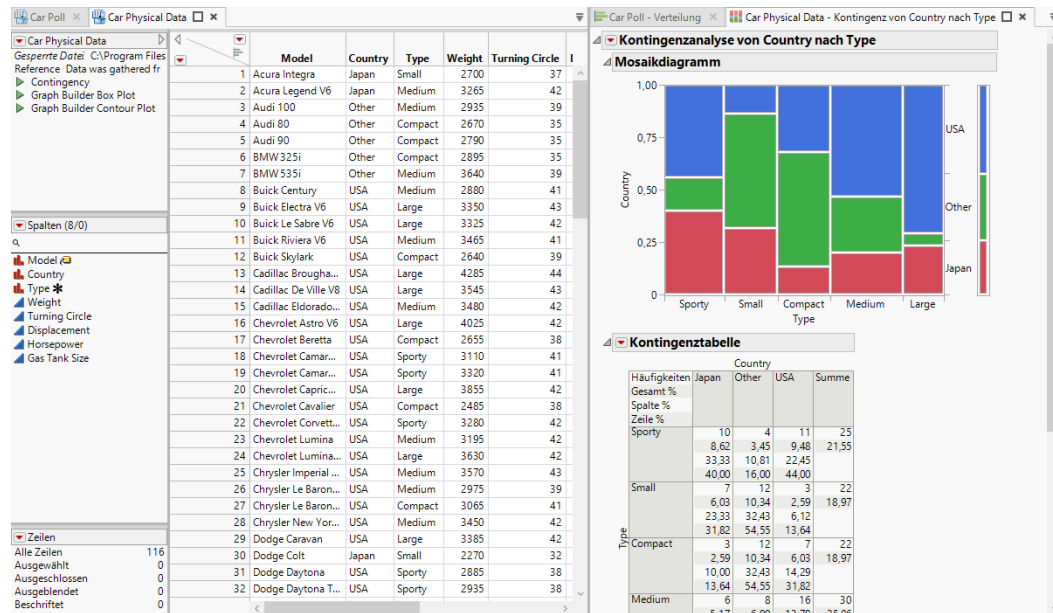 Car Poll
Car Physical Data
Car Poll - Verteilung
Car Physical Data - Kontingenz von Country nach Type
Car Physical Data
Gesperrte Datei C:\Program Files
Reference Data was gathered fr
Contingency
Graph Builder Box Plot
Graph Builder Contour Plot
Spalten (8/0)
Model
Country
Type
Weight
Turning Circle
Displacement
Horsepower
Gas Tank Size
Zeilen
Alle Zeilen 116
Ausgewählt 0
Ausgeschlossen 0
Ausgeblendet 0
Beschriftet 0
Model Country Type Weight Turning Circle
1 Acura Integra Japan Small 2700 37
2 Acura Legend V6 Japan Medium 3265 42
3 Audi 100 Other Medium 2935 39
4 Audi 80 Other Compact 2670 35
5 Audi 90 Other Compact 2790 35
6 BMW 325i Other Compact 2895 35
7 BMW 535i Other Medium 3640 39
8 Buick Century USA Medium 2880 41
9 Buick Electra V6 USA Large 3350 43
10 Buick Le Sabre V6 USA Large 3325 42
11 Buick Riviera V6 USA Medium 3465 41
12 Buick Skylark USA Compact 2640 39
13 Cadillac Brougha... USA Large 4285 44
14 Cadillac De Ville V8 USA Large 3545 43
15 Cadillac Eldorado... USA Medium 3480 42
16 Chevrolet Astro V6 USA Large 4025 42
17 Chevrolet Beretta USA Compact 2655 38
18 Chevrolet Camar... USA Sporty 3110 41
19 Chevrolet Camar... USA Sporty 3320 41
20 Chevrolet Capric... USA Large 3855 42
21 Chevrolet Cavalier USA Compact 2485 38
22 Chevrolet Corvett... USA Sporty 3280 42
23 Chevrolet Lumina USA Medium 3195 42
24 Chevrolet Lumina... USA Large 3630 42
25 Chrysler Imperial ... USA Medium 3570 43
26 Chrysler Le Baron... USA Medium 2975 39
27 Chrysler Le Baron... USA Compact 3065 41
28 Chrysler New Yor... USA Medium 3450 42
29 Dodge Caravan USA Large 3385 42
30 Dodge Colt Japan Small 2270 32
31 Dodge Daytona USA Sporty 2885 38
32 Dodge Daytona T... USA Sporty 2935 38
Kontingenzanalyse von Country nach Type
Mosaikdiagramm
1,00
0,75
0,50
0,25
0
Country
USA
Other
Japan
Sporty Small Compact Medium Large
Type
Kontingenztabelle
Country
Häufigkeiten Japan Other USA Summe
Gesamt %
Spalte %
Zeile %
Type
Sporty 10 4 11 25
8,62 3,45 9,48 21,55
33,33 10,81 22,45
40,00 16,00 44,00
Small 7 12 3 22
6,03 10,34 2,59 18,97
23,33 32,43 6,12
31,82 54,55 13,64
Compact 3 12 7 22
2,59 10,34 6,03 18,97
10,00 32,43 14,29
13,64 54,55 31,82
Medium 6 8 16 30